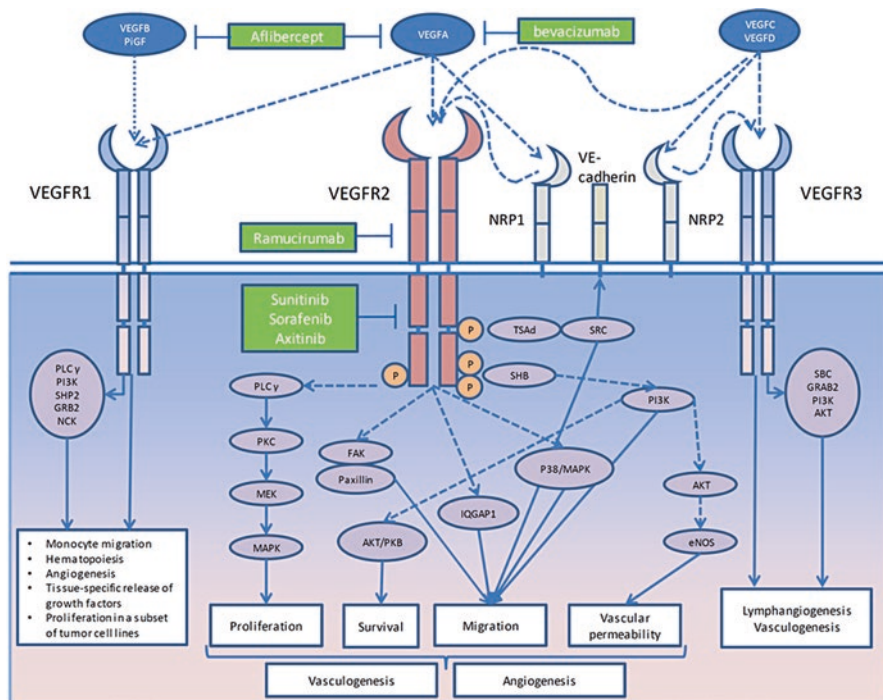 VEGFB
PiGF
Aflibercept
VEGFA
bevacizumab
VEGFC
VEGFD
VEGFR1
VEGFR2
VE-
cadherin
NRP1
NRP2
VEGFR3
Ramucirumab
Sunitinib
Sorafenib
Axitinib
P
TSAd
SRC
P
P
P
SHB
PLCγ
PI3K
SHP2
GRB2
NCK
PLCγ
PI3K
SBC
GRAB2
PI3K
AKT
PKC
FAK
Paxillin
P38/MAPK
AKT
MEK
IQGAP1
MAPK
AKT/PKB
eNOS
• Monocyte migration
• Hematopoiesis
• Angiogenesis
• Tissue-specific release of
growth factors
• Proliferation in a subset
of tumor cell lines
Proliferation
Survival
Migration
Vascular
permeability
Lymphangiogenesis
Vasculogenesis
Vasculogenesis
Angiogenesis